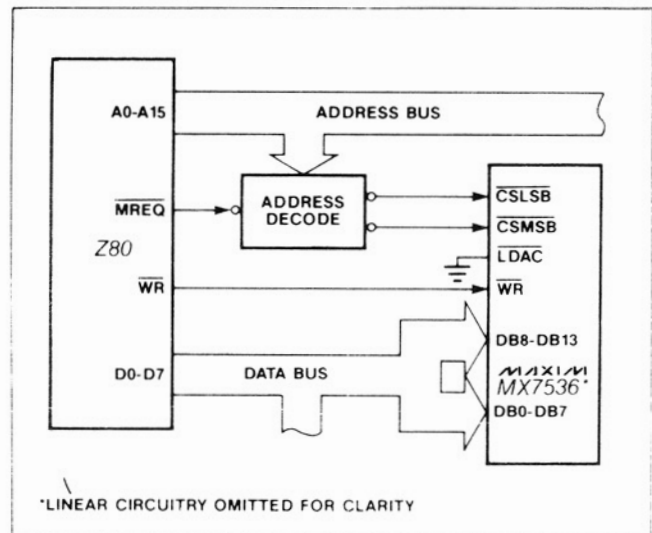 A0-A15
ADDRESS BUS
MREQ
ADDRESS
DECODE
CSLSB
CSMSB
Z80
LDAC
WR
WR
DB8-DB13
D0-D7
DATA BUS
MAXIM
MX7536*
DB0-DB7
*LINEAR CIRCUITRY OMITTED FOR CLARITY